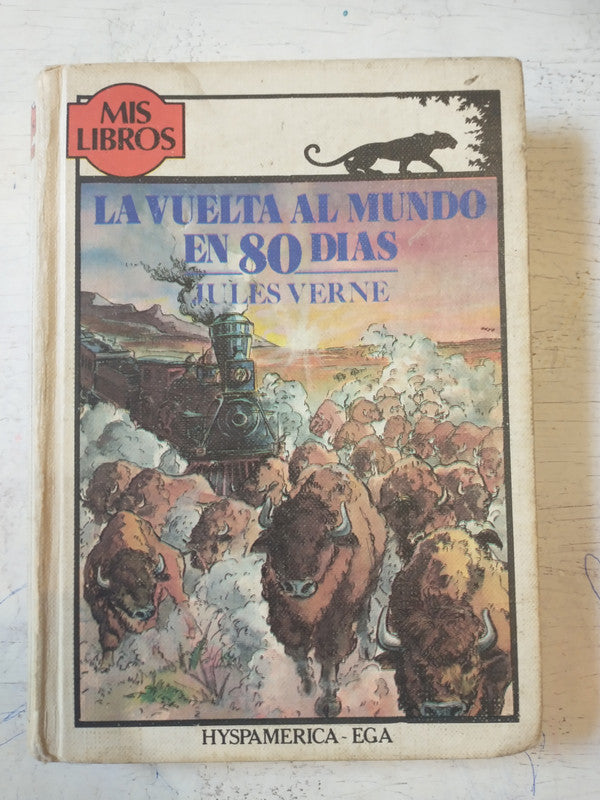 MIS
LIBROS
LA VUELTA AL MUNDO
EN 80 DIAS
JULES VERNE
HYSPAMERICA - EGA